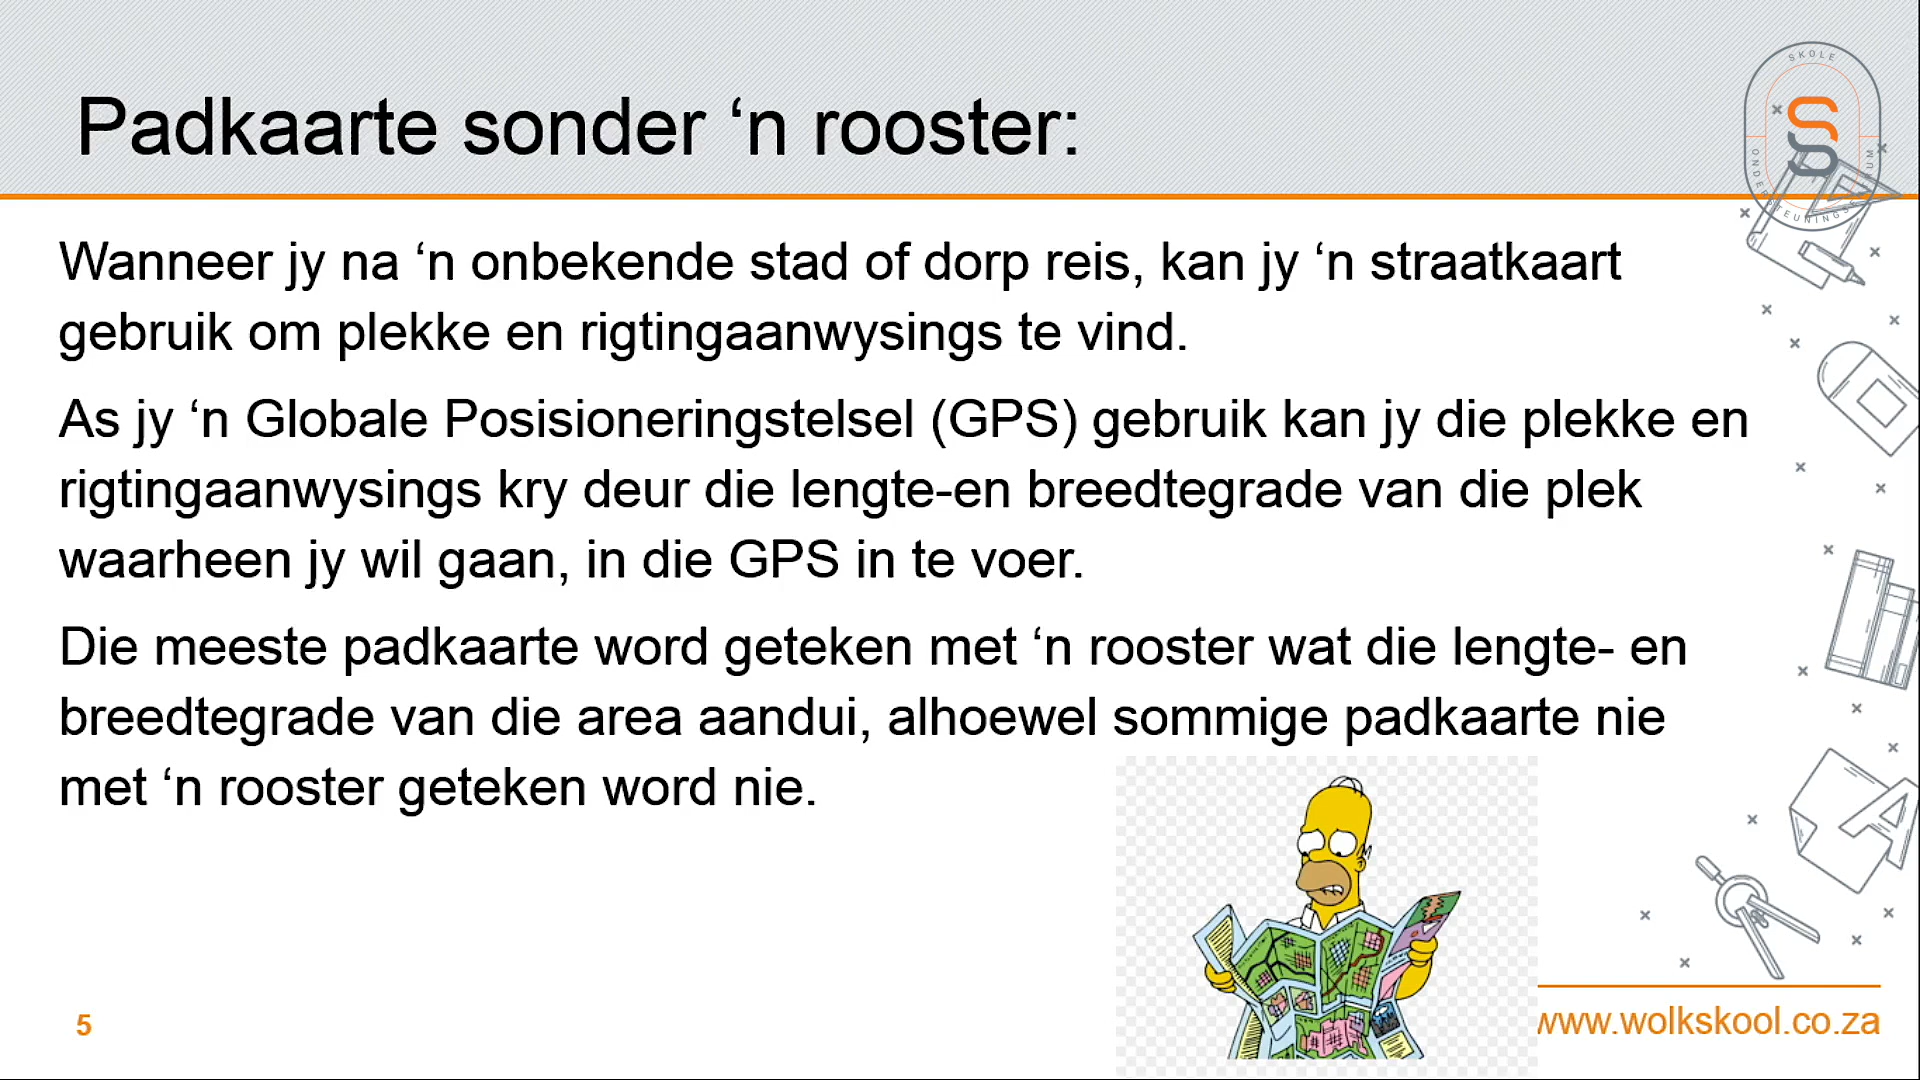 SKOLE
ONDERSTEUNINGSENTRUM
Padkaarte sonder ‘n rooster:
Wanneer jy na ‘n onbekende stad of dorp reis, kan jy ‘n straatkaart
gebruik om plekke en rigtingaanwysings te vind.
As jy ‘n Globale Posisioneringstelsel (GPS) gebruik kan jy die plekke en
rigtingaanwysings kry deur die lengte-en breedtegrade van die plek
waarheen jy wil gaan, in die GPS in te voer.
Die meeste padkaarte word geteken met ‘n rooster wat die lengte- en
breedtegrade van die area aandui, alhoewel sommige padkaarte nie
met ‘n rooster geteken word nie.
5
www.wolkskool.co.za